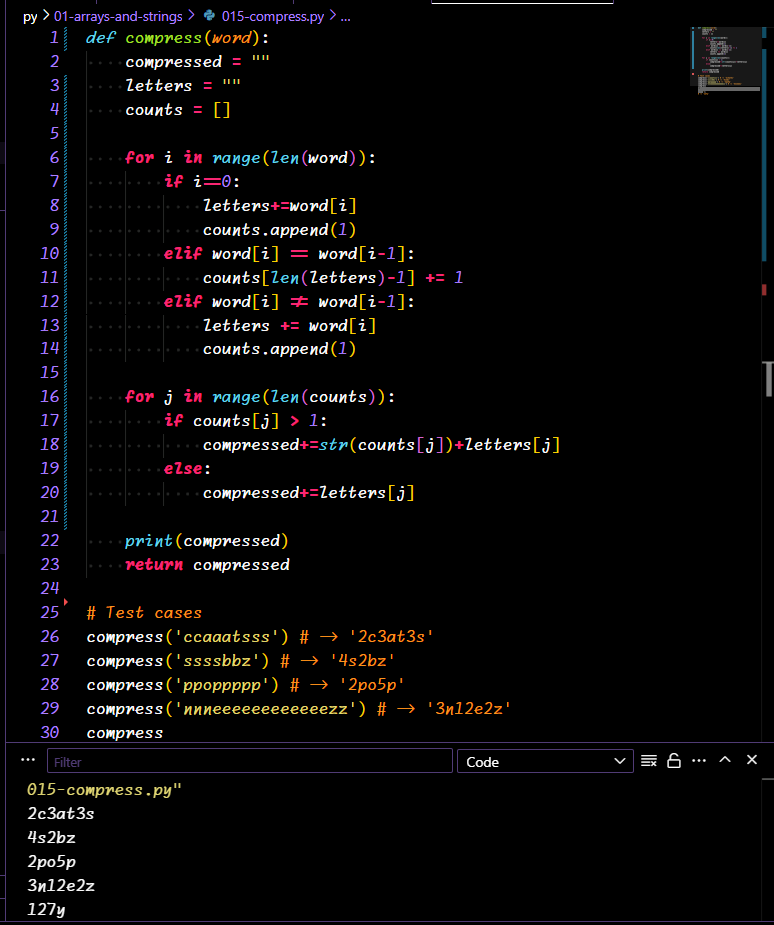 py > 01-arrays-and-strings > 015-compress.py > ...
1 def compress(word):
2     compressed = ""
3     letters = ""
4     counts = []
5
6     for i in range(len(word)):
7         if i==0:
8             letters+=word[i]
9             counts.append(1)
10         elif word[i] == word[i-1]:
11             counts[len(letters)-1] += 1
12         elif word[i] != word[i-1]:
13             letters += word[i]
14             counts.append(1)
15
16     for j in range(len(counts)):
17         if counts[j] > 1:
18             compressed+=str(counts[j])+letters[j]
19         else:
20             compressed+=letters[j]
21
22     print(compressed)
23     return compressed
24
25 # Test cases
26 compress('ccaaatsss') # -> '2c3at3s'
27 compress('ssssbbz') # -> '4s2bz'
28 compress('ppoppppp') # -> '2po5p'
29 compress('nnneeeeeeeeeeeezz') # -> '3n12e2z'
30 compress
Filter
Code
015-compress.py"
2c3at3s
4s2bz
2po5p
3n12e2z
127y